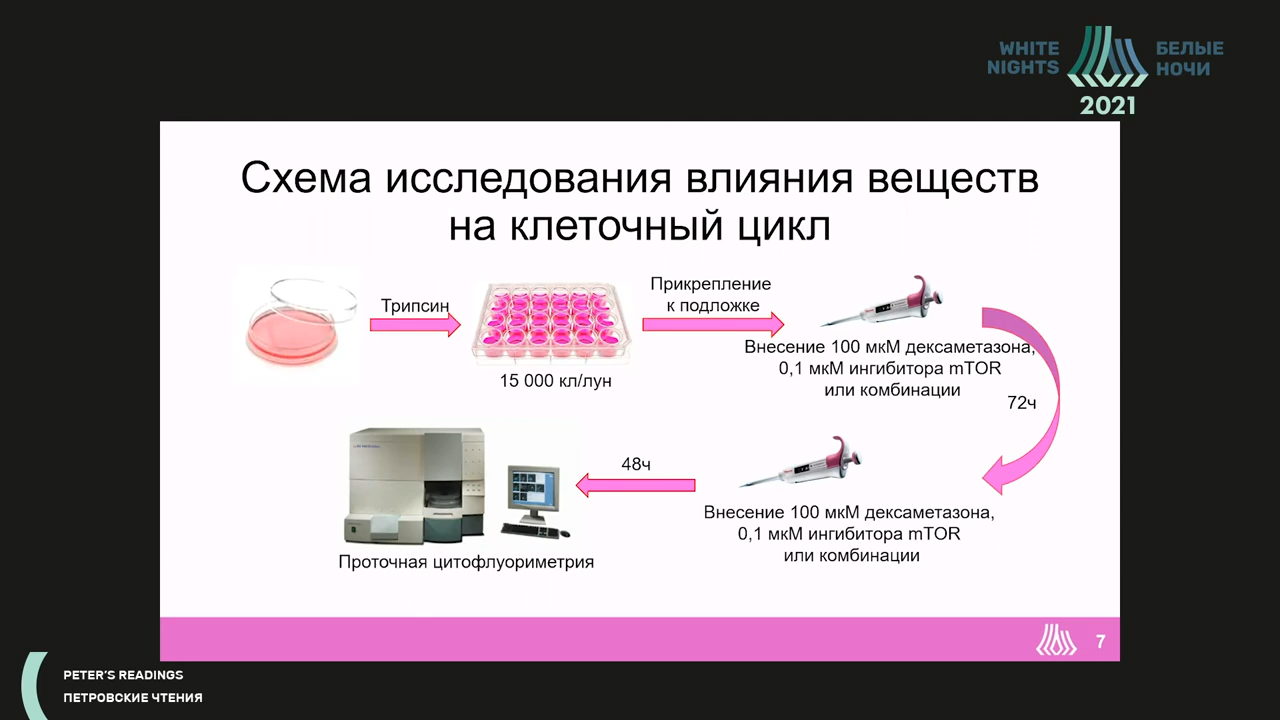 WHITE
NIGHTS
БЕЛЫЕ
НОЧИ
2021
Схема исследования влияния веществ
на клеточный цикл
Трипсин
15 000 кл/лун
Прикрепление
к подложке
Внесение 100 мкМ дексаметазона,
0,1 мкМ ингибитора mTOR
или комбинации
72ч
Внесение 100 мкМ дексаметазона,
0,1 мкМ ингибитора mTOR
или комбинации
48ч
Проточная цитофлуориметрия
7
PETER'S READINGS
ПЕТРОВСКИЕ ЧТЕНИЯ